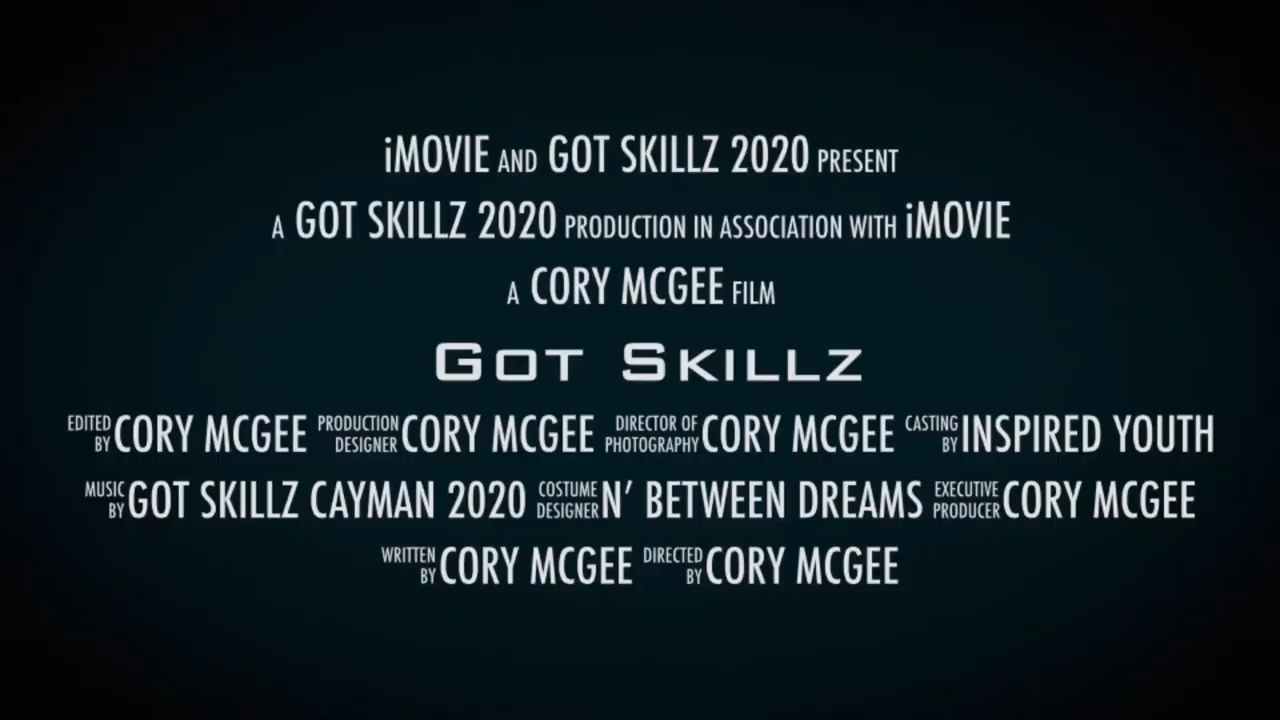 iMOVIE AND GOT SKILLZ 2020 PRESENT
A GOT SKILLZ 2020 PRODUCTION IN ASSOCIATION WITH iMOVIE
A CORY MCGEE FILM
GOT SKILLZ
EDITED BY CORY MCGEE PRODUCTION DESIGNER CORY MCGEE DIRECTOR OF PHOTOGRAPHY CORY MCGEE CASTING BY INSPIRED YOUTH
MUSIC BY GOT SKILLZ CAYMAN 2020 COSTUME DESIGNER N' BETWEEN DREAMS EXECUTIVE PRODUCER CORY MCGEE
WRITTEN BY CORY MCGEE DIRECTED BY CORY MCGEE